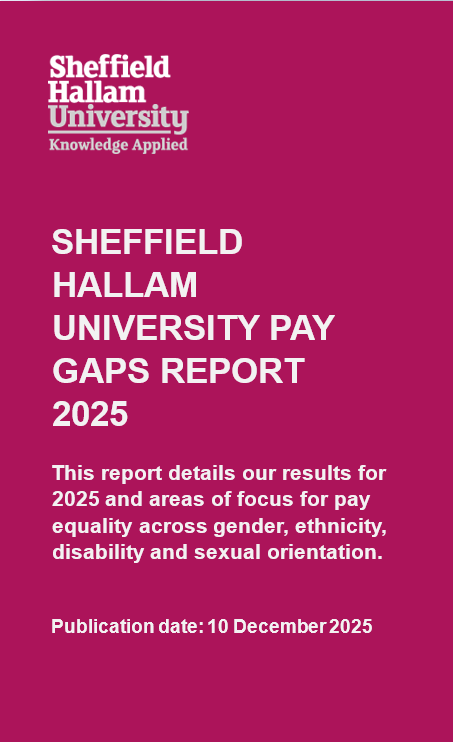 Sheffield
Hallam
University
Knowledge Applied
SHEFFIELD
HALLAM
UNIVERSITY PAY
GAPS REPORT
2025
This report details our results for
2025 and areas of focus for pay
equality across gender, ethnicity,
disability and sexual orientation.
Publication date: 10 December 2025